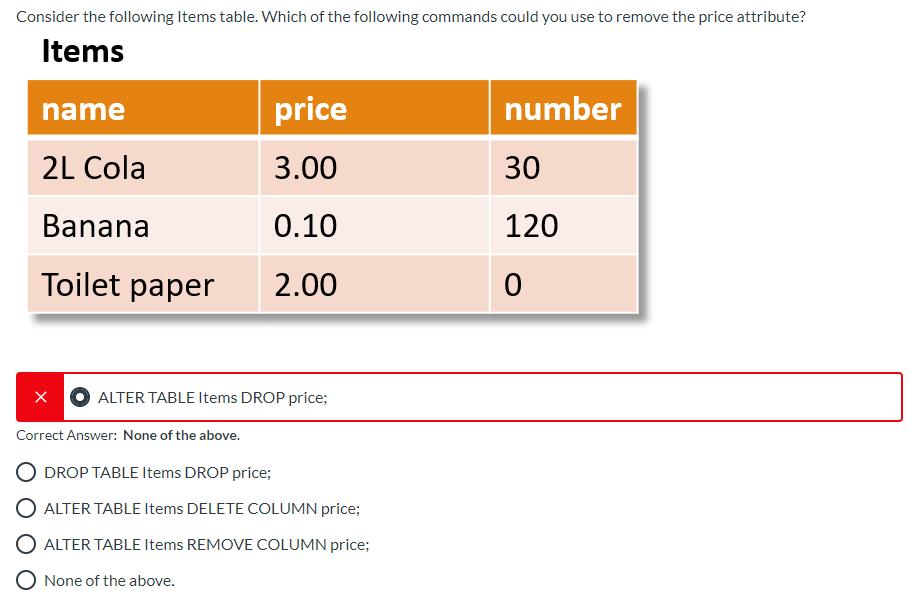 Consider the following Items table. Which of the following commands could you use to remove the price attribute?
Items
name price number
2L Cola 3.00 30
Banana 0.10 120
Toilet paper 2.00 0
ALTER TABLE Items DROP price;
Correct Answer: None of the above.
DROP TABLE Items DROP price;
ALTER TABLE Items DELETE COLUMN price;
ALTER TABLE Items REMOVE COLUMN price;
None of the above.